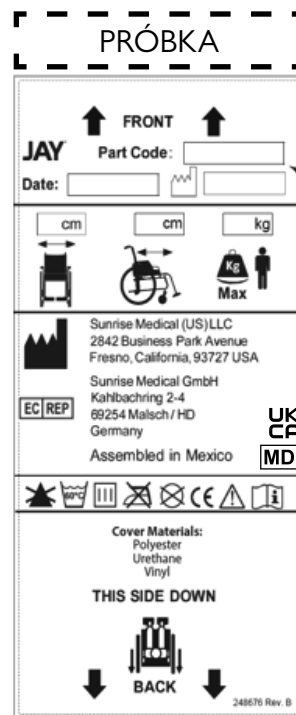 PRÓBKA
FRONT
JAY
Part Code:
Date:
cm
cm
kg
Kg
Max
Sunrise Medical (US) LLC
2842 Business Park Avenue
Fresno, California, 93727 USA
EC REP
Sunrise Medical GmbH
Kahlbachring 2-4
69254 Malsch / HD
Germany
UK
CA
Assembled in Mexico
MD
60°C
CE
i
Cover Materials:
Polyester
Urethane
Vinyl
THIS SIDE DOWN
BACK
248676 Rev. B